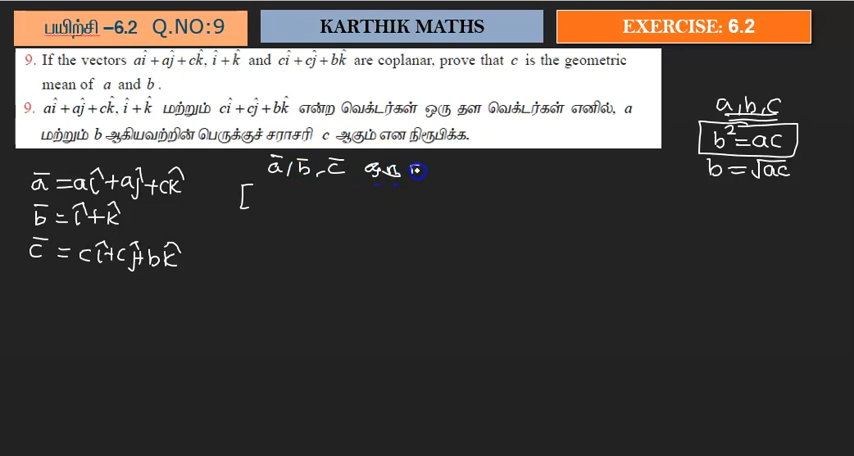 பயிற்சி –6.2 Q.NO:9
KARTHIK MATHS
EXERCISE: 6.2
9. If the vectors aî + aĵ + ck̂, î + k̂ and cî + cĵ + bk̂ are coplanar, prove that c is the geometric
mean of a and b .
9. aî + aĵ + ck̂, î + k̂ மற்றும் cî + cĵ + bk̂ என்ற வெக்டர்கள் ஒரு தள வெக்டர்கள் எனில், a
மற்றும் b ஆகியவற்றின் பெருக்குச் சராசரி c ஆகும் என நிரூபிக்க.
a, b, c
b² = ac
b = √ac
a̅ = aî + aĵ + ck̂
b̅ = î + k̂
c̅ = cî + cĵ + bk̂
a̅, b̅, c̅
[